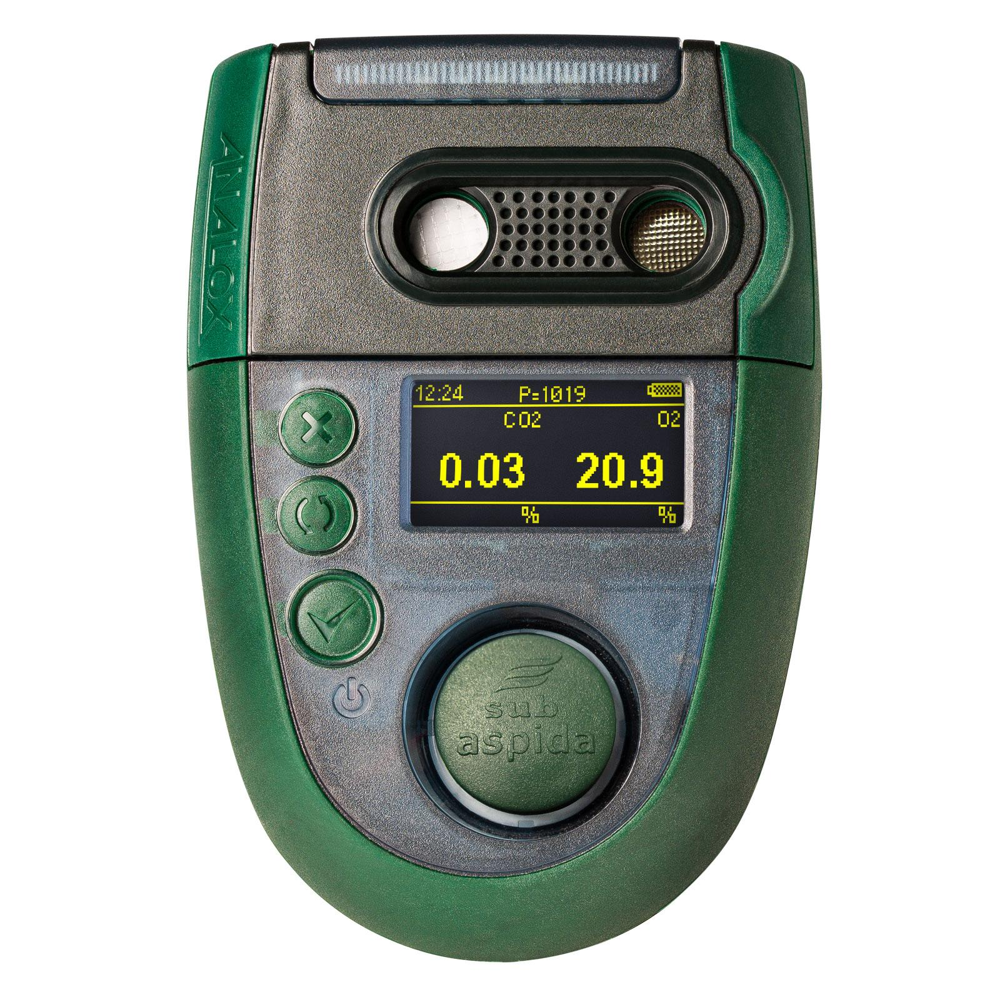 ANALOX
12:24 P=1019
CO2 O2
0.03 20.9
% %
sub
aspida